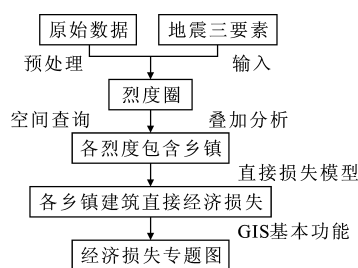 原始数据
地震三要素
预处理
输入
烈度圈
空间查询
叠加分析
各烈度包含乡镇
直接损失模型
各乡镇建筑直接经济损失
GIS基本功能
经济损失专题图